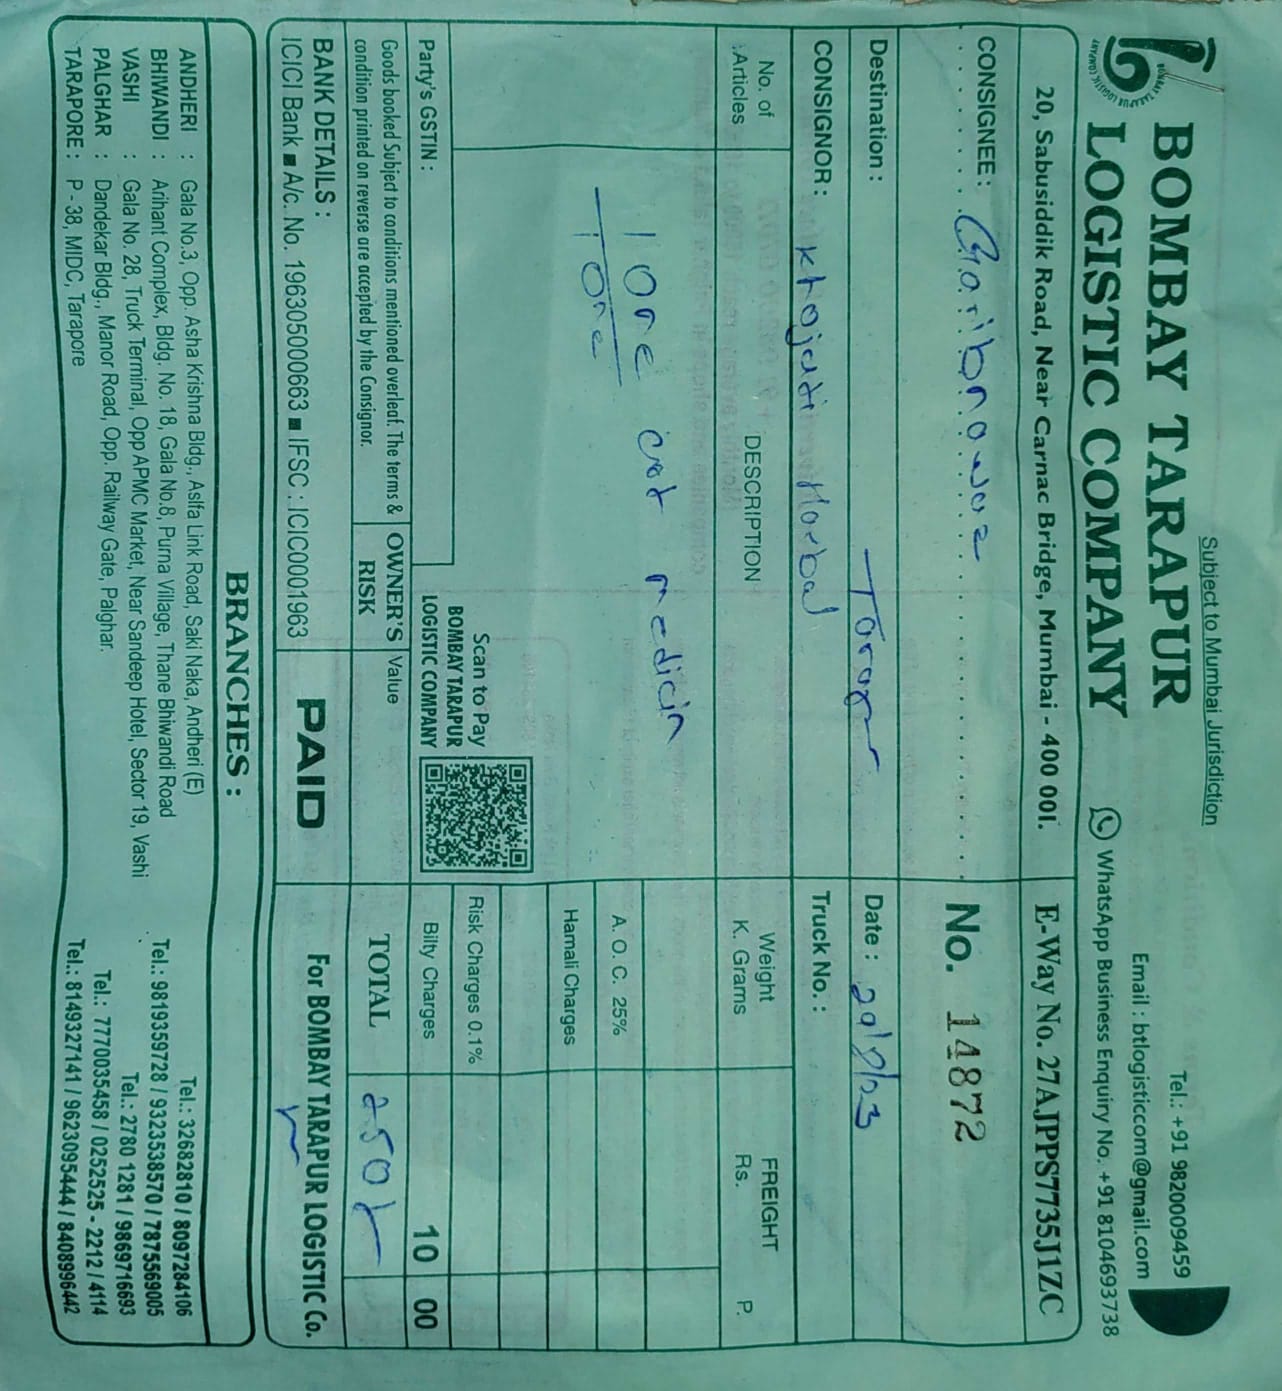 Subject to Mumbai Jurisdiction
BOMBAY TARAPUR
LOGISTIC COMPANY
Tel.: +91 9820009459
Email : btlogisticcom@gmail.com
WhatsApp Business Enquiry No. +91 8104693738
20, Sabusiddik Road, Near Carnac Bridge, Mumbai - 400 001.
E-Way No. 27AJPPS7735J1ZC
CONSIGNEE:
No. 14872
Destination :
Date :
CONSIGNOR :
Truck No. :
No. of Articles
DESCRIPTION
Weight K. Grams
FREIGHT Rs. P.
1 one cot medicin
1 one
A. O. C. 25%
Hamali Charges
Risk Charges 0.1%
Scan to Pay
BOMBAY TARAPUR
LOGISTIC COMPANY
Party's GSTIN :
Bilty Charges 10 00
Goods booked Subject to conditions mentioned overleaf. The terms &
condition printed on reverse are accepted by the Consignor.
OWNER'S RISK
Value
TOTAL 250/-
BANK DETAILS :
ICICI Bank ■ A/c. No. 196305000663 ■ IFSC : ICIC0001963
PAID
For BOMBAY TARAPUR LOGISTIC Co.
BRANCHES :
ANDHERI : Gala No.3, Opp. Asha Krishna Bldg., Aslfa Link Road, Saki Naka, Andheri (E) Tel.: 32682810 / 8097284106
BHIWANDI : Arihant Complex, Bldg. No. 18, Gala No.8, Purna Village, Thane Bhiwandi Road Tel.: 9819359728 / 9323538570 / 7875569005
VASHI : Gala No. 28, Truck Terminal, Opp APMC Market, Near Sandeep Hotel, Sector 19, Vashi Tel.: 2780 1281 / 9869716693
PALGHAR : Dandekar Bldg., Manor Road, Opp. Railway Gate, Palghar. Tel.: 7770035458 / 0252525 - 2212 / 4114
TARAPORE : P - 38, MIDC, Tarapore Tel.: 8149327141 / 9623095444 / 8408996442